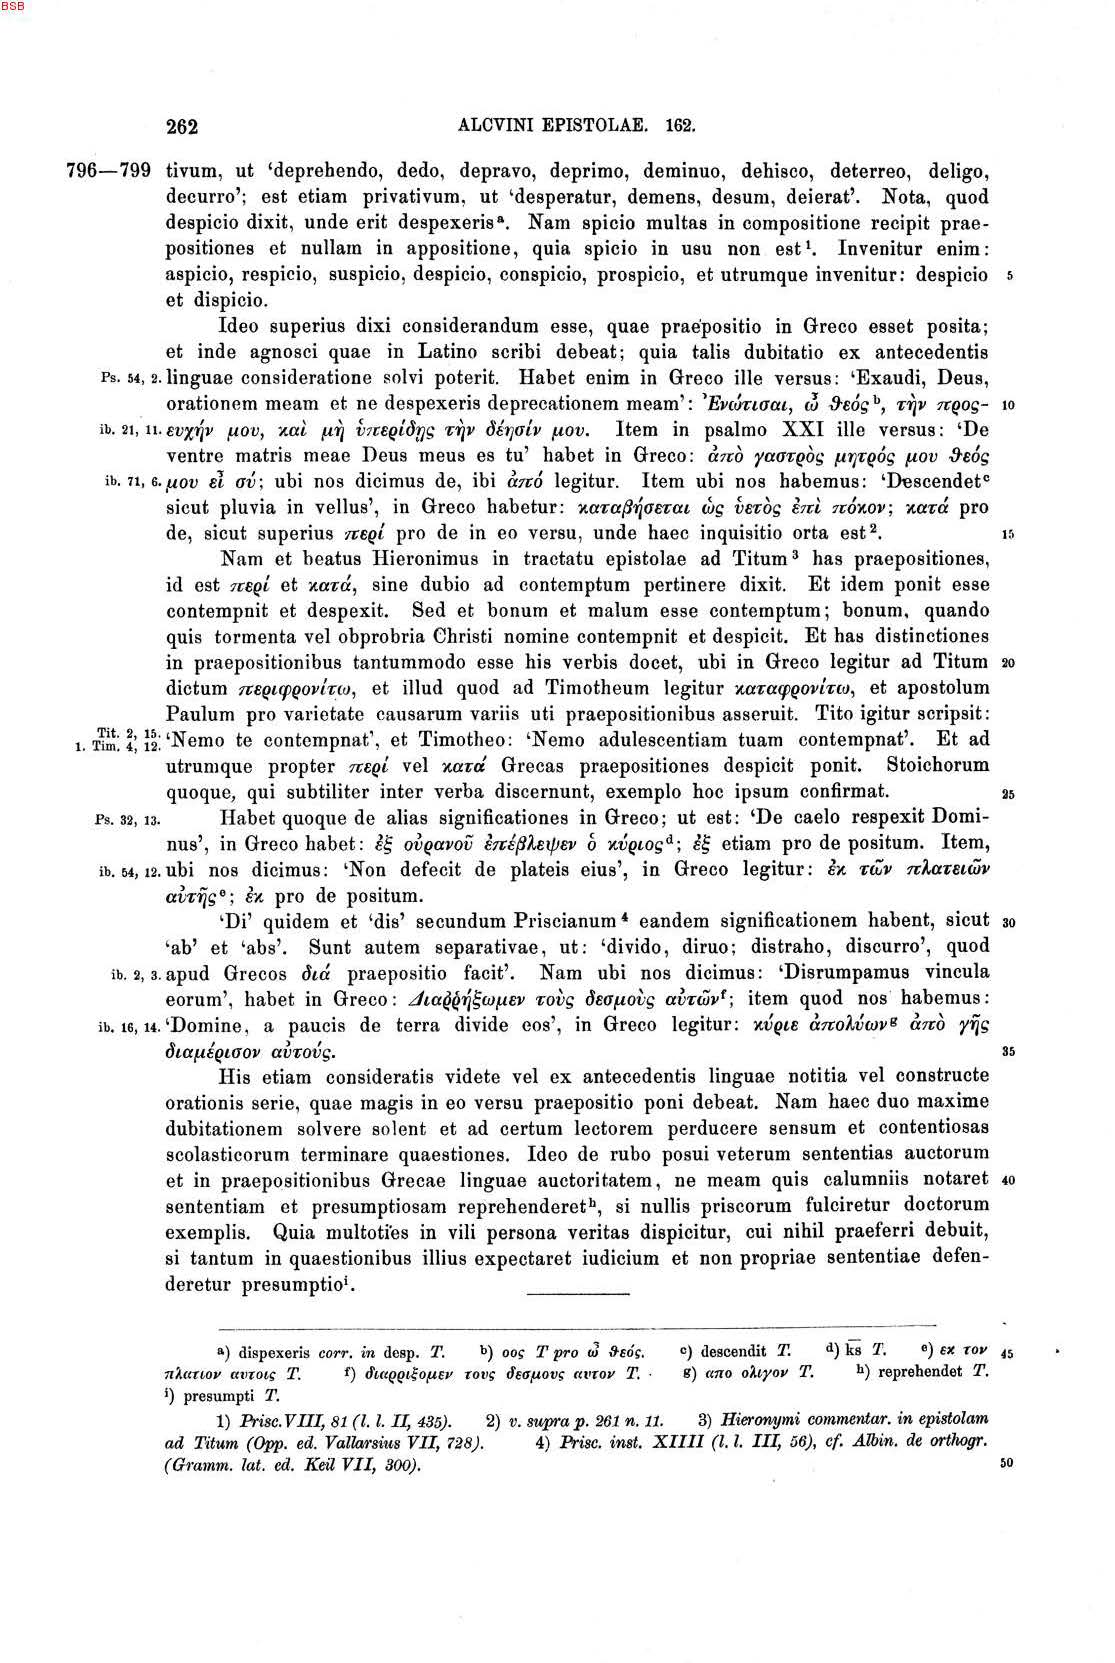 BSB
262 ALCVINI EPISTOLAE. 162.
796—799 tivum, ut ‘deprehendo, dedo, depravo, deprimo, deminuo, dehisco, deterreo, deligo,
decurro’; est etiam privativum, ut ‘desperatur, demens, desum, deierat’. Nota, quod
despicio dixit, unde erit despexerisᵃ. Nam spicio multas in compositione recipit prae-
positiones et nullam in appositione, quia spicio in usu non est¹. Invenitur enim:
aspicio, respicio, suspicio, despicio, conspicio, prospicio, et utrumque invenitur: despicio 5
et dispicio.
Ideo superius dixi considerandum esse, quae praepositio in Greco esset posita;
et inde agnosci quae in Latino scribi debeat; quia talis dubitatio ex antecedentis
Ps. 54, 2. linguae consideratione solvi poterit. Habet enim in Greco ille versus: ‘Exaudi, Deus,
orationem meam et ne despexeris deprecationem meam’: Ἐνώτισαι, ὦ θεόςᵇ, τὴν προς- 10
ib. 21, 11. ευχήν μου, καὶ μὴ ὑπερίδῃς τὴν δέησίν μου. Item in psalmo XXI ille versus: ‘De
ventre matris meae Deus meus es tu’ habet in Greco: ἀπὸ γαστρὸς μητρός μου θεός
ib. 71, 6. μου εἶ σύ; ubi nos dicimus de, ibi ἀπό legitur. Item ubi nos habemus: ‘Descendetᶜ
sicut pluvia in vellus’, in Greco habetur: καταβήσεται ὡς ὑετὸς ἐπὶ πόκον; κατά pro
de, sicut superius περί pro de in eo versu, unde haec inquisitio orta est². 15
Nam et beatus Hieronimus in tractatu epistolae ad Titum³ has praepositiones,
id est περί et κατά, sine dubio ad contemptum pertinere dixit. Et idem ponit esse
contempnit et despexit. Sed et bonum et malum esse contemptum; bonum, quando
quis tormenta vel obprobria Christi nomine contempnit et despicit. Et has distinctiones
in praepositionibus tantummodo esse his verbis docet, ubi in Greco legitur ad Titum 20
dictum περιφρονίτω, et illud quod ad Timotheum legitur καταφρονίτω, et apostolum
Paulum pro varietate causarum variis uti praepositionibus asseruit. Tito igitur scripsit:
Tit. 2, 15.
1. Tim. 4, 12. ‘Nemo te contempnat’, et Timotheo: ‘Nemo adulescentiam tuam contempnat’. Et ad
utrumque propter περί vel κατά Grecas praepositiones despicit ponit. Stoichorum
quoque, qui subtiliter inter verba discernunt, exemplo hoc ipsum confirmat. 25
Ps. 32, 13. Habet quoque de alias significationes in Greco; ut est: ‘De caelo respexit Domi-
nus’, in Greco habet: ἐξ οὐρανοῦ ἐπέβλεψεν ὁ κύριοςᵈ; ἐξ etiam pro de positum. Item,
ib. 54, 12. ubi nos dicimus: ‘Non defecit de plateis eius’, in Greco legitur: ἐκ τῶν πλατειῶν
αὐτῆςᵉ; ἐκ pro de positum.
‘Di’ quidem et ‘dis’ secundum Priscianum⁴ eandem significationem habent, sicut 30
‘ab’ et ‘abs’. Sunt autem separativae, ut: ‘divido, diruo; distraho, discurro’, quod
ib. 2, 3. apud Grecos διά praepositio facit’. Nam ubi nos dicimus: ‘Disrumpamus vincula
eorum’, habet in Greco: Διαῤῥήξωμεν τοὺς δεσμοὺς αὐτῶνᶠ; item quod nos habemus:
ib. 16, 14. ‘Domine, a paucis de terra divide eos’, in Greco legitur: κύριε ἀπολύωνᵍ ἀπὸ γῆς
διαμέρισον αὐτούς. 35
His etiam consideratis videte vel ex antecedentis linguae notitia vel constructe
orationis serie, quae magis in eo versu praepositio poni debeat. Nam haec duo maxime
dubitationem solvere solent et ad certum lectorem perducere sensum et contentiosas
scolasticorum terminare quaestiones. Ideo de rubo posui veterum sententias auctorum
et in praepositionibus Grecae linguae auctoritatem, ne meam quis calumniis notaret 40
sententiam et presumptiosam reprehenderetʰ, si nullis priscorum fulciretur doctorum
exemplis. Quia multoties in vili persona veritas dispicitur, cui nihil praeferri debuit,
si tantum in quaestionibus illius expectaret iudicium et non propriae sententiae defen-
deretur presumptioⁱ.
ᵃ) dispexeris corr. in desp. T. ᵇ) οος T pro ὦ θεός. ᶜ) descendit T. ᵈ) k̅s̅ T. ᵉ) εκ τον 45
πλατιον αυτοις T. ᶠ) διαρριξομεν τους δεσμους αυτον T. ᵍ) απο ολιγον T. ʰ) reprehendet T.
ⁱ) presumpti T.
1) Prisc. VIII, 81 (l. l. II, 435). 2) v. supra p. 261 n. 11. 3) Hieronymi commentar. in epistolam
ad Titum (Opp. ed. Vallarsius VII, 728). 4) Prisc. inst. XIIII (l. l. III, 56), cf. Albin. de orthogr.
(Gramm. lat. ed. Keil VII, 300). 50